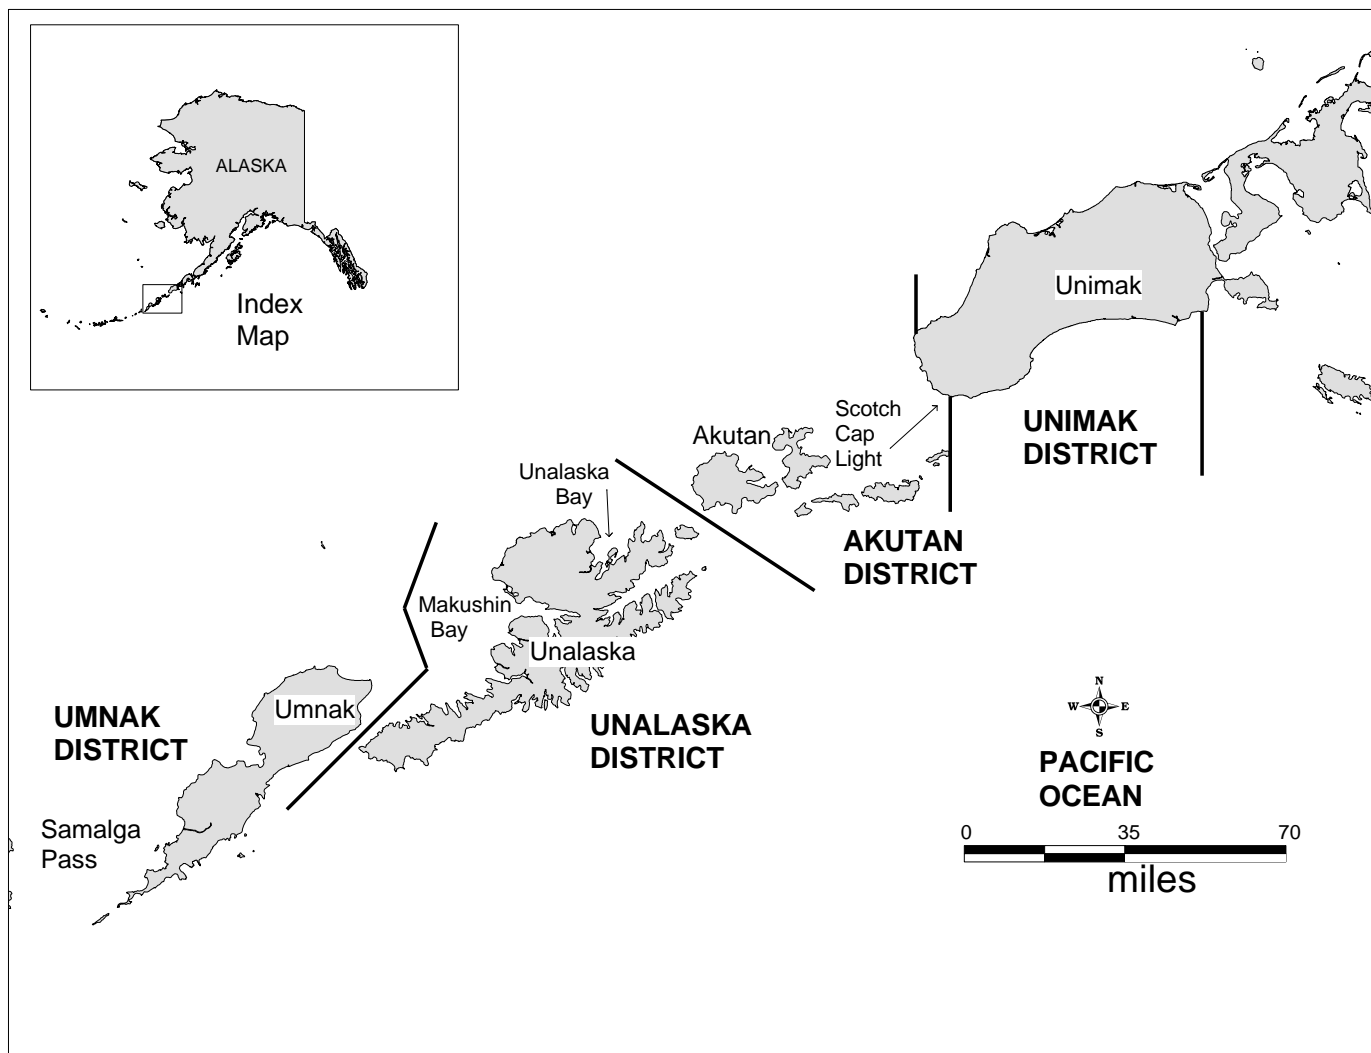 ALASKA
Index
Map
Unimak
Scotch
Cap
Light
UNIMAK
DISTRICT
Akutan
Unalaska
Bay
AKUTAN
DISTRICT
Makushin
Bay
Unalaska
Umnak
UMNAK
DISTRICT
UNALASKA
DISTRICT
N
W E
S
PACIFIC
OCEAN
Samalga
Pass
0 35 70
miles